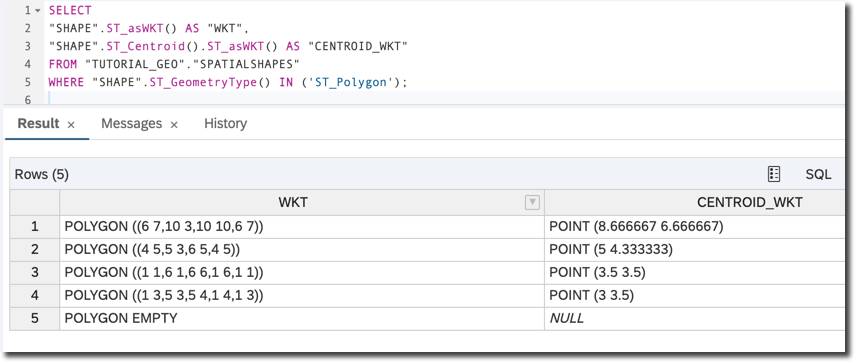 1 SELECT
2 "SHAPE".ST_asWKT() AS "WKT",
3 "SHAPE".ST_Centroid().ST_asWKT() AS "CENTROID_WKT"
4 FROM "TUTORIAL_GEO"."SPATIALSHAPES"
5 WHERE "SHAPE".ST_GeometryType() IN ('ST_Polygon');
6
Result × Messages × History
Rows (5) SQL
WKT CENTROID_WKT
1 POLYGON ((6 7,10 3,10 10,6 7)) POINT (8.666667 6.666667)
2 POLYGON ((4 5,5 3,6 5,4 5)) POINT (5 4.333333)
3 POLYGON ((1 1,6 1,6 6,1 6,1 1)) POINT (3.5 3.5)
4 POLYGON ((1 3,5 3,5 4,1 4,1 3)) POINT (3 3.5)
5 POLYGON EMPTY NULL